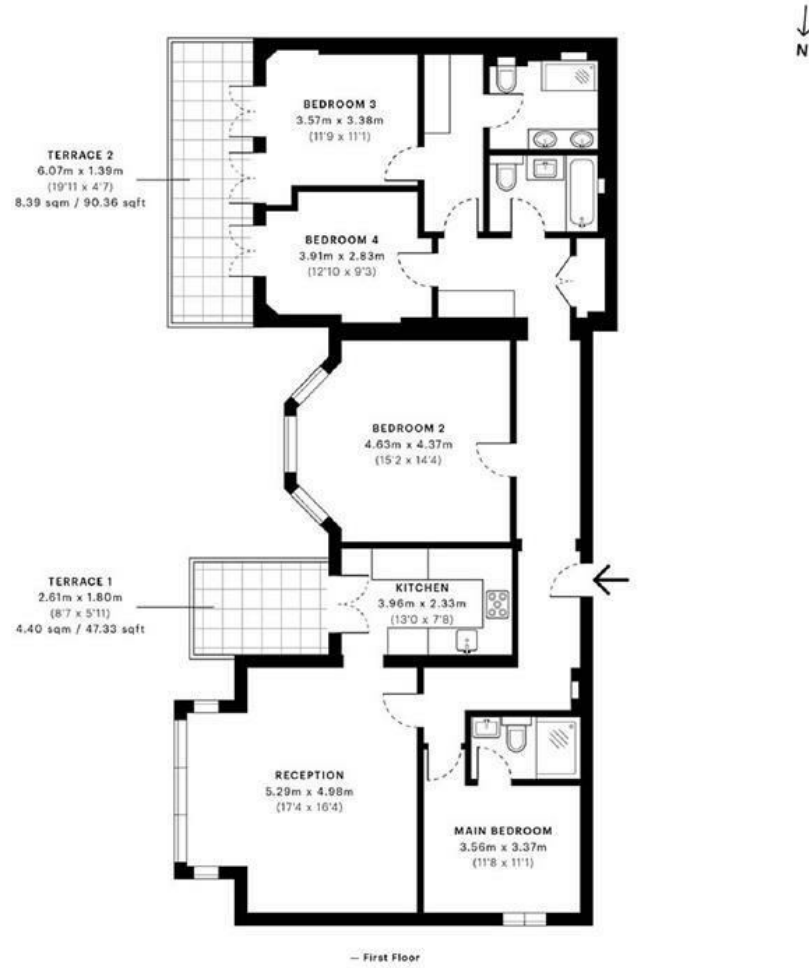 N
BEDROOM 3
3.57m x 3.38m
(11'9 x 11'1)
TERRACE 2
6.07m x 1.39m
(19'11 x 4'7)
8.39 sqm / 90.36 sqft
BEDROOM 4
3.91m x 2.83m
(12'10 x 9'3)
BEDROOM 2
4.63m x 4.37m
(15'2 x 14'4)
TERRACE 1
2.61m x 1.80m
(8'7 x 5'11)
4.40 sqm / 47.33 sqft
KITCHEN
3.96m x 2.33m
(13'0 x 7'8)
RECEPTION
5.29m x 4.98m
(17'4 x 16'4)
MAIN BEDROOM
3.56m x 3.37m
(11'8 x 11'1)
— First Floor